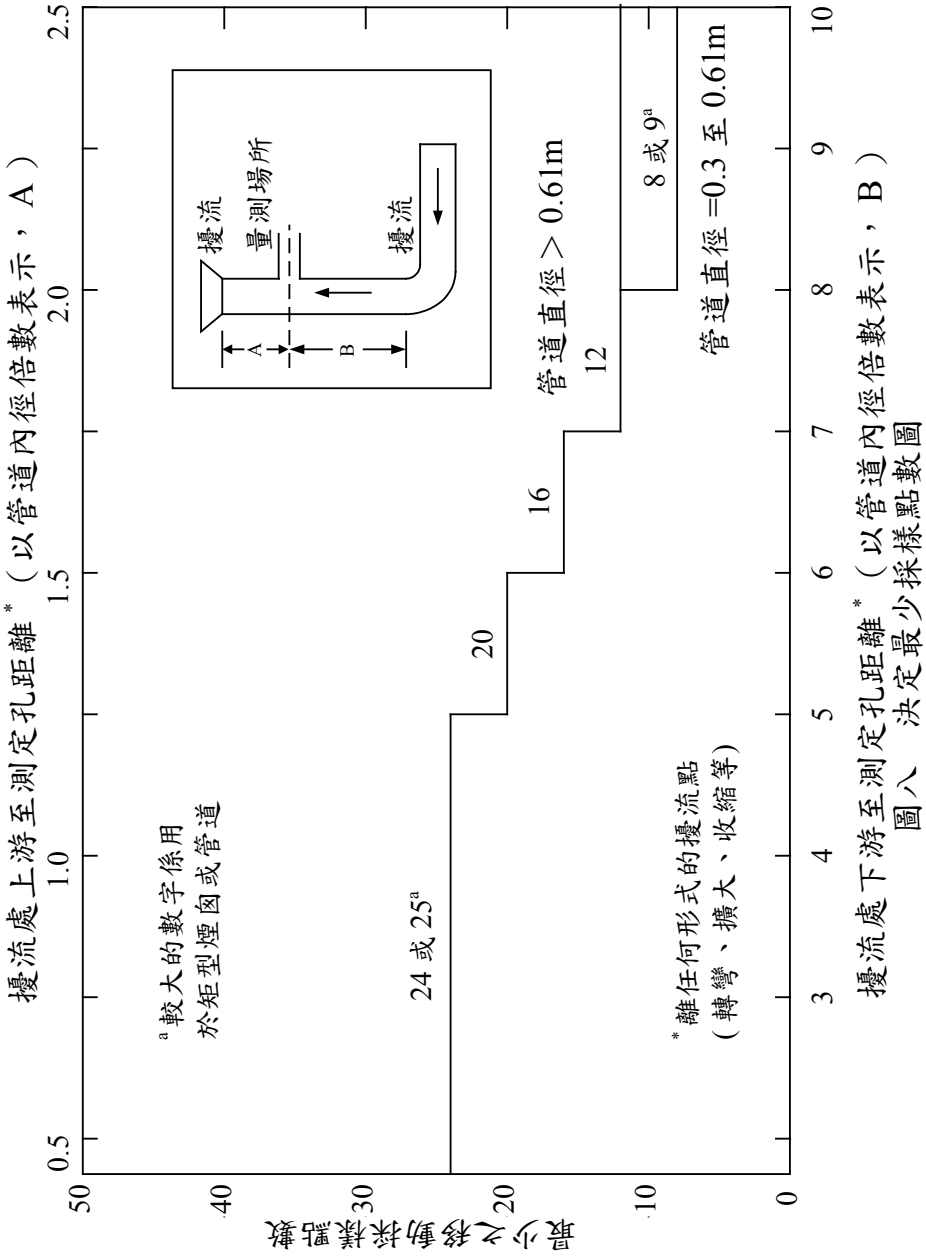 擾流處上游至測定孔距離* (以管道內徑倍數表示,A)
0.5 1.0 1.5 2.0 2.5
50
40
30
20
10
0
最少之移動採樣點數
ᵃ 較大的數字係用
於矩型煙囪或管道
擾流
量測場所
擾流
A
B
24 或 25ᵃ
20
16
12
管道直徑 > 0.61m
8 或 9ᵃ
管道直徑 =0.3 至 0.61m
* 離任何形式的擾流點
(轉彎、擴大、收縮等)
3 4 5 6 7 8 9 10
擾流處下游至測定孔距離* (以管道內徑倍數表示,B)
圖八 決定最少採樣點數圖